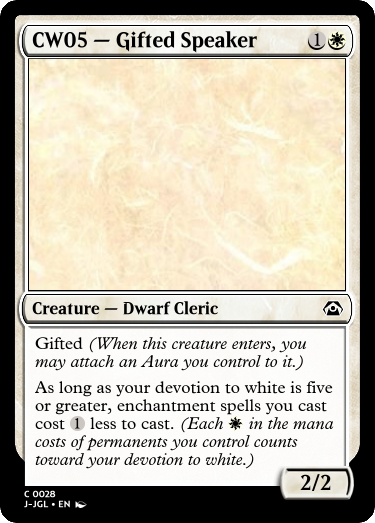 CW05 — Gifted Speaker 1
Creature — Dwarf Cleric
Gifted (When this creature enters, you
may attach an Aura you control to it.)
As long as your devotion to white is five
or greater, enchantment spells you cast
cost 1 less to cast. (Each in the mana
costs of permanents you control counts
toward your devotion to white.)
2/2
C 0028
J-JGL • EN